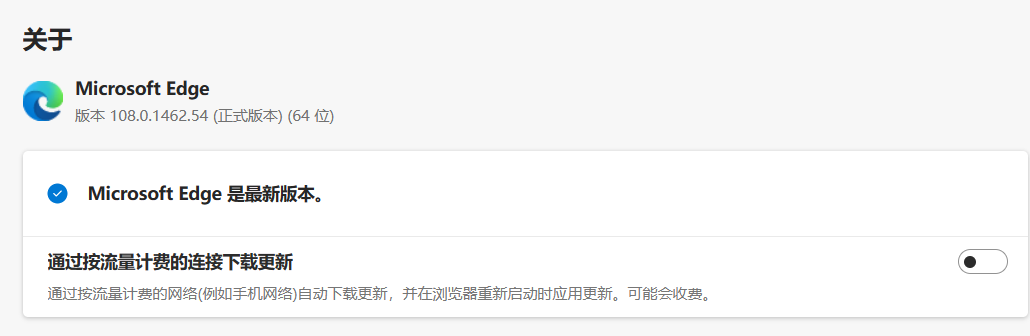 关于
Microsoft Edge
版本 108.0.1462.54 (正式版本) (64 位)
Microsoft Edge 是最新版本。
通过按流量计费的连接下载更新
通过按流量计费的网络(例如手机网络)自动下载更新，并在浏览器重新启动时应用更新。可能会收费。